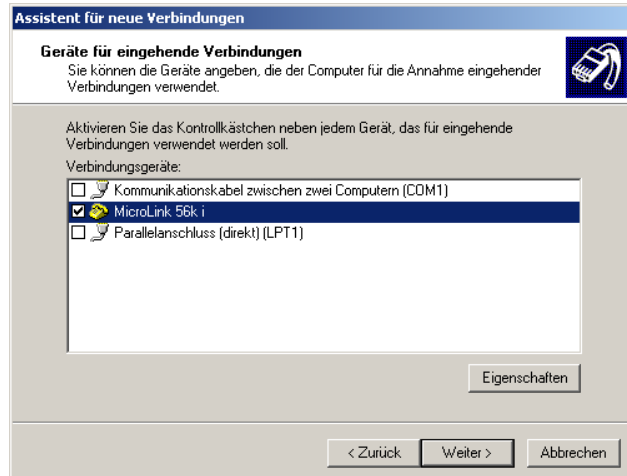 Assistent für neue Verbindungen
Geräte für eingehende Verbindungen
Sie können die Geräte angeben, die der Computer für die Annahme eingehender
Verbindungen verwendet.
Aktivieren Sie das Kontrollkästchen neben jedem Gerät, das für eingehende
Verbindungen verwendet werden soll.
Verbindungsgeräte:
Kommunikationskabel zwischen zwei Computern (COM1)
MicroLink 56k i
Parallelanschluss (direkt) (LPT1)
Eigenschaften
< Zurück Weiter > Abbrechen